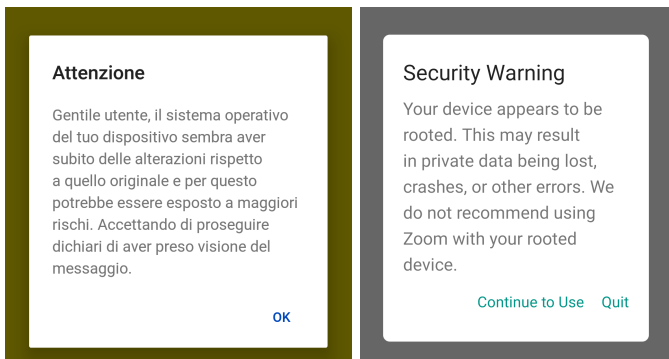 Attenzione
Gentile utente, il sistema operativo
del tuo dispositivo sembra aver
subito delle alterazioni rispetto
a quello originale e per questo
potrebbe essere esposto a maggiori
rischi. Accettando di proseguire
dichiari di aver preso visione del
messaggio.
OK
Security Warning
Your device appears to be
rooted. This may result
in private data being lost,
crashes, or other errors. We
do not recommend using
Zoom with your rooted
device.
Continue to Use Quit